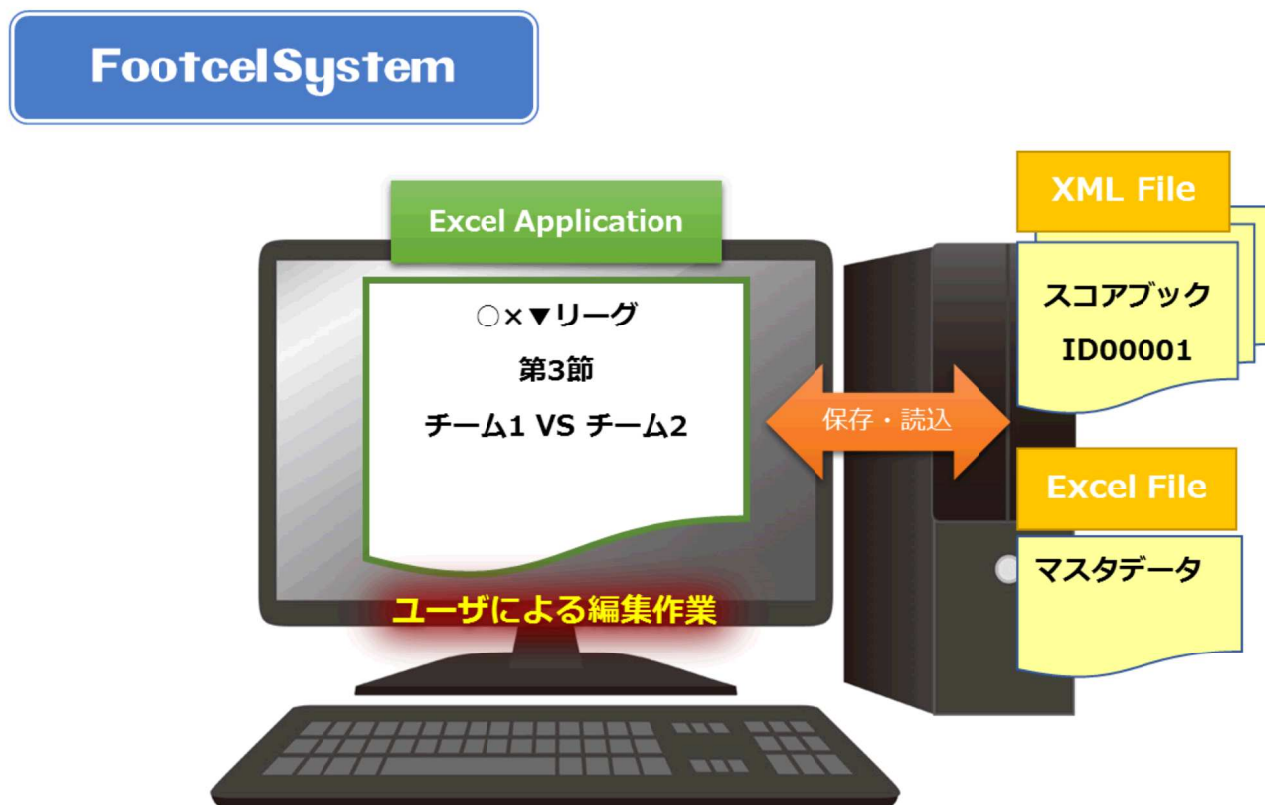 FootcelSystem
Excel Application
○×▼リーグ
第3節
チーム1 VS チーム2
ユーザによる編集作業
保存・読込
XML File
スコアブック
ID00001
Excel File
マスタデータ